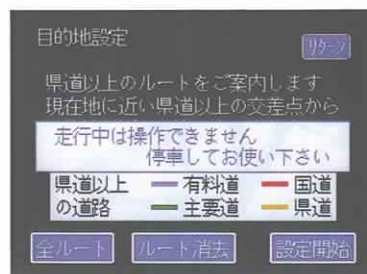 目的地設定
リターン
県道以上のルートをご案内します
現在地に近い県道以上の交差点から
走行中は操作できません
停車してお使い下さい
県道以上 有料道 国道
の道路 主要道 県道
全ルート ルート消去 設定開始